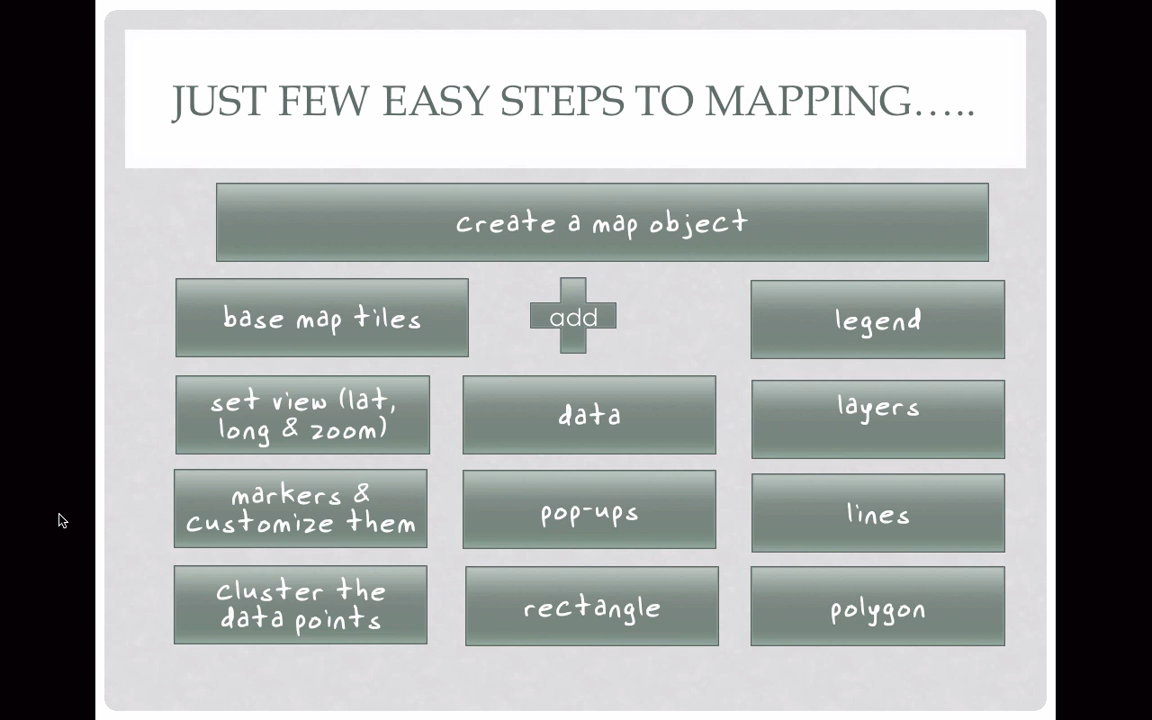 JUST FEW EASY STEPS TO MAPPING.....
create a map object
base map tiles
add
legend
set view (lat,
long & zoom)
data
layers
markers &
customize them
pop-ups
lines
cluster the
data points
rectangle
polygon